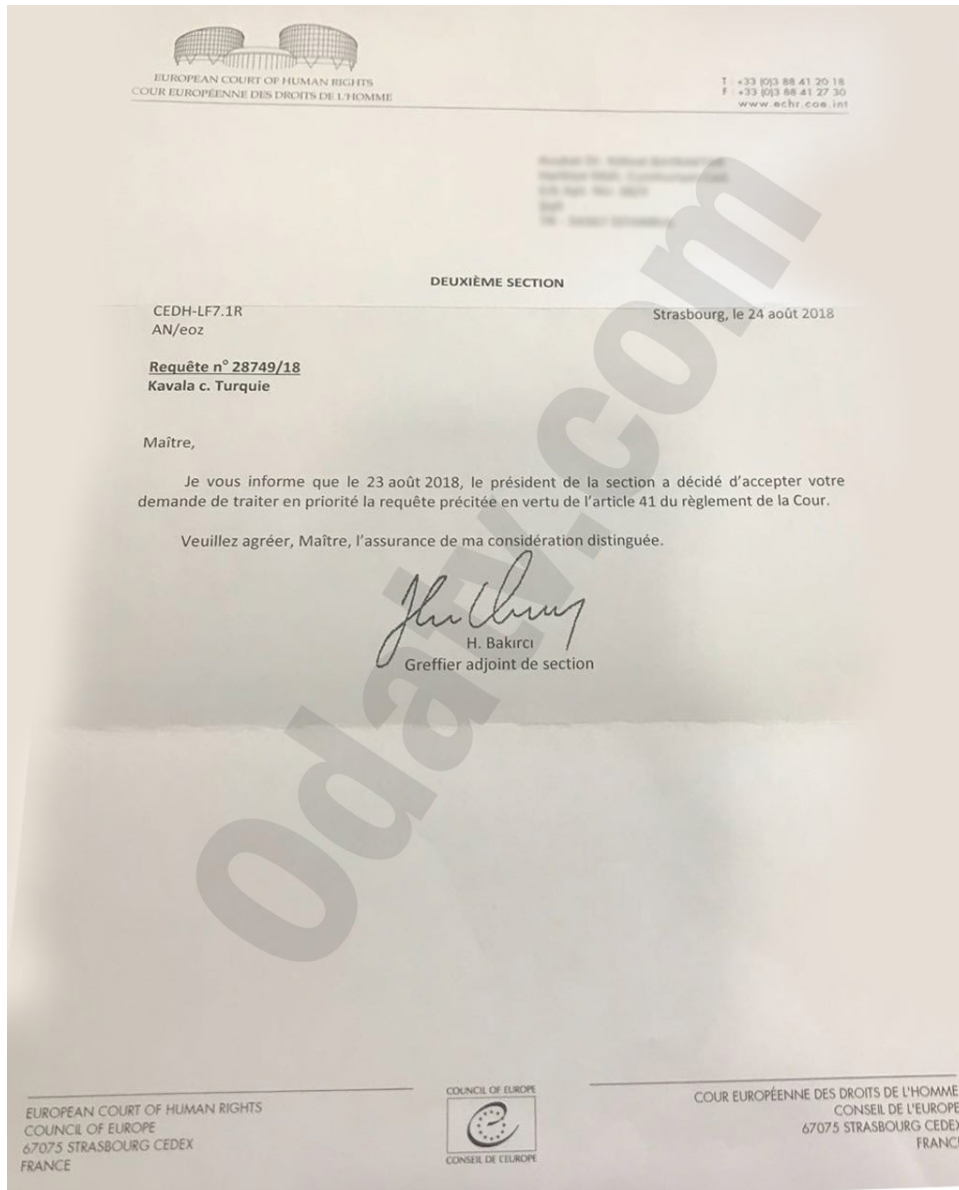 EUROPEAN COURT OF HUMAN RIGHTS
COUR EUROPÉENNE DES DROITS DE L'HOMME
T : +33 (0)3 88 41 20 18
F : +33 (0)3 88 41 27 30
www.echr.coe.int
DEUXIÈME SECTION
CEDH-LF7.1R
AN/eoz
Strasbourg, le 24 août 2018
Requête n° 28749/18
Kavala c. Turquie
Maître,
Je vous informe que le 23 août 2018, le président de la section a décidé d'accepter votre
demande de traiter en priorité la requête précitée en vertu de l'article 41 du règlement de la Cour.
Veuillez agréer, Maître, l'assurance de ma considération distinguée.
H. Bakırcı
Greffier adjoint de section
Odatv.com
EUROPEAN COURT OF HUMAN RIGHTS
COUNCIL OF EUROPE
67075 STRASBOURG CEDEX
FRANCE
COUNCIL OF EUROPE
CONSEIL DE L'EUROPE
COUR EUROPÉENNE DES DROITS DE L'HOMME
CONSEIL DE L'EUROPE
67075 STRASBOURG CEDEX
FRANC